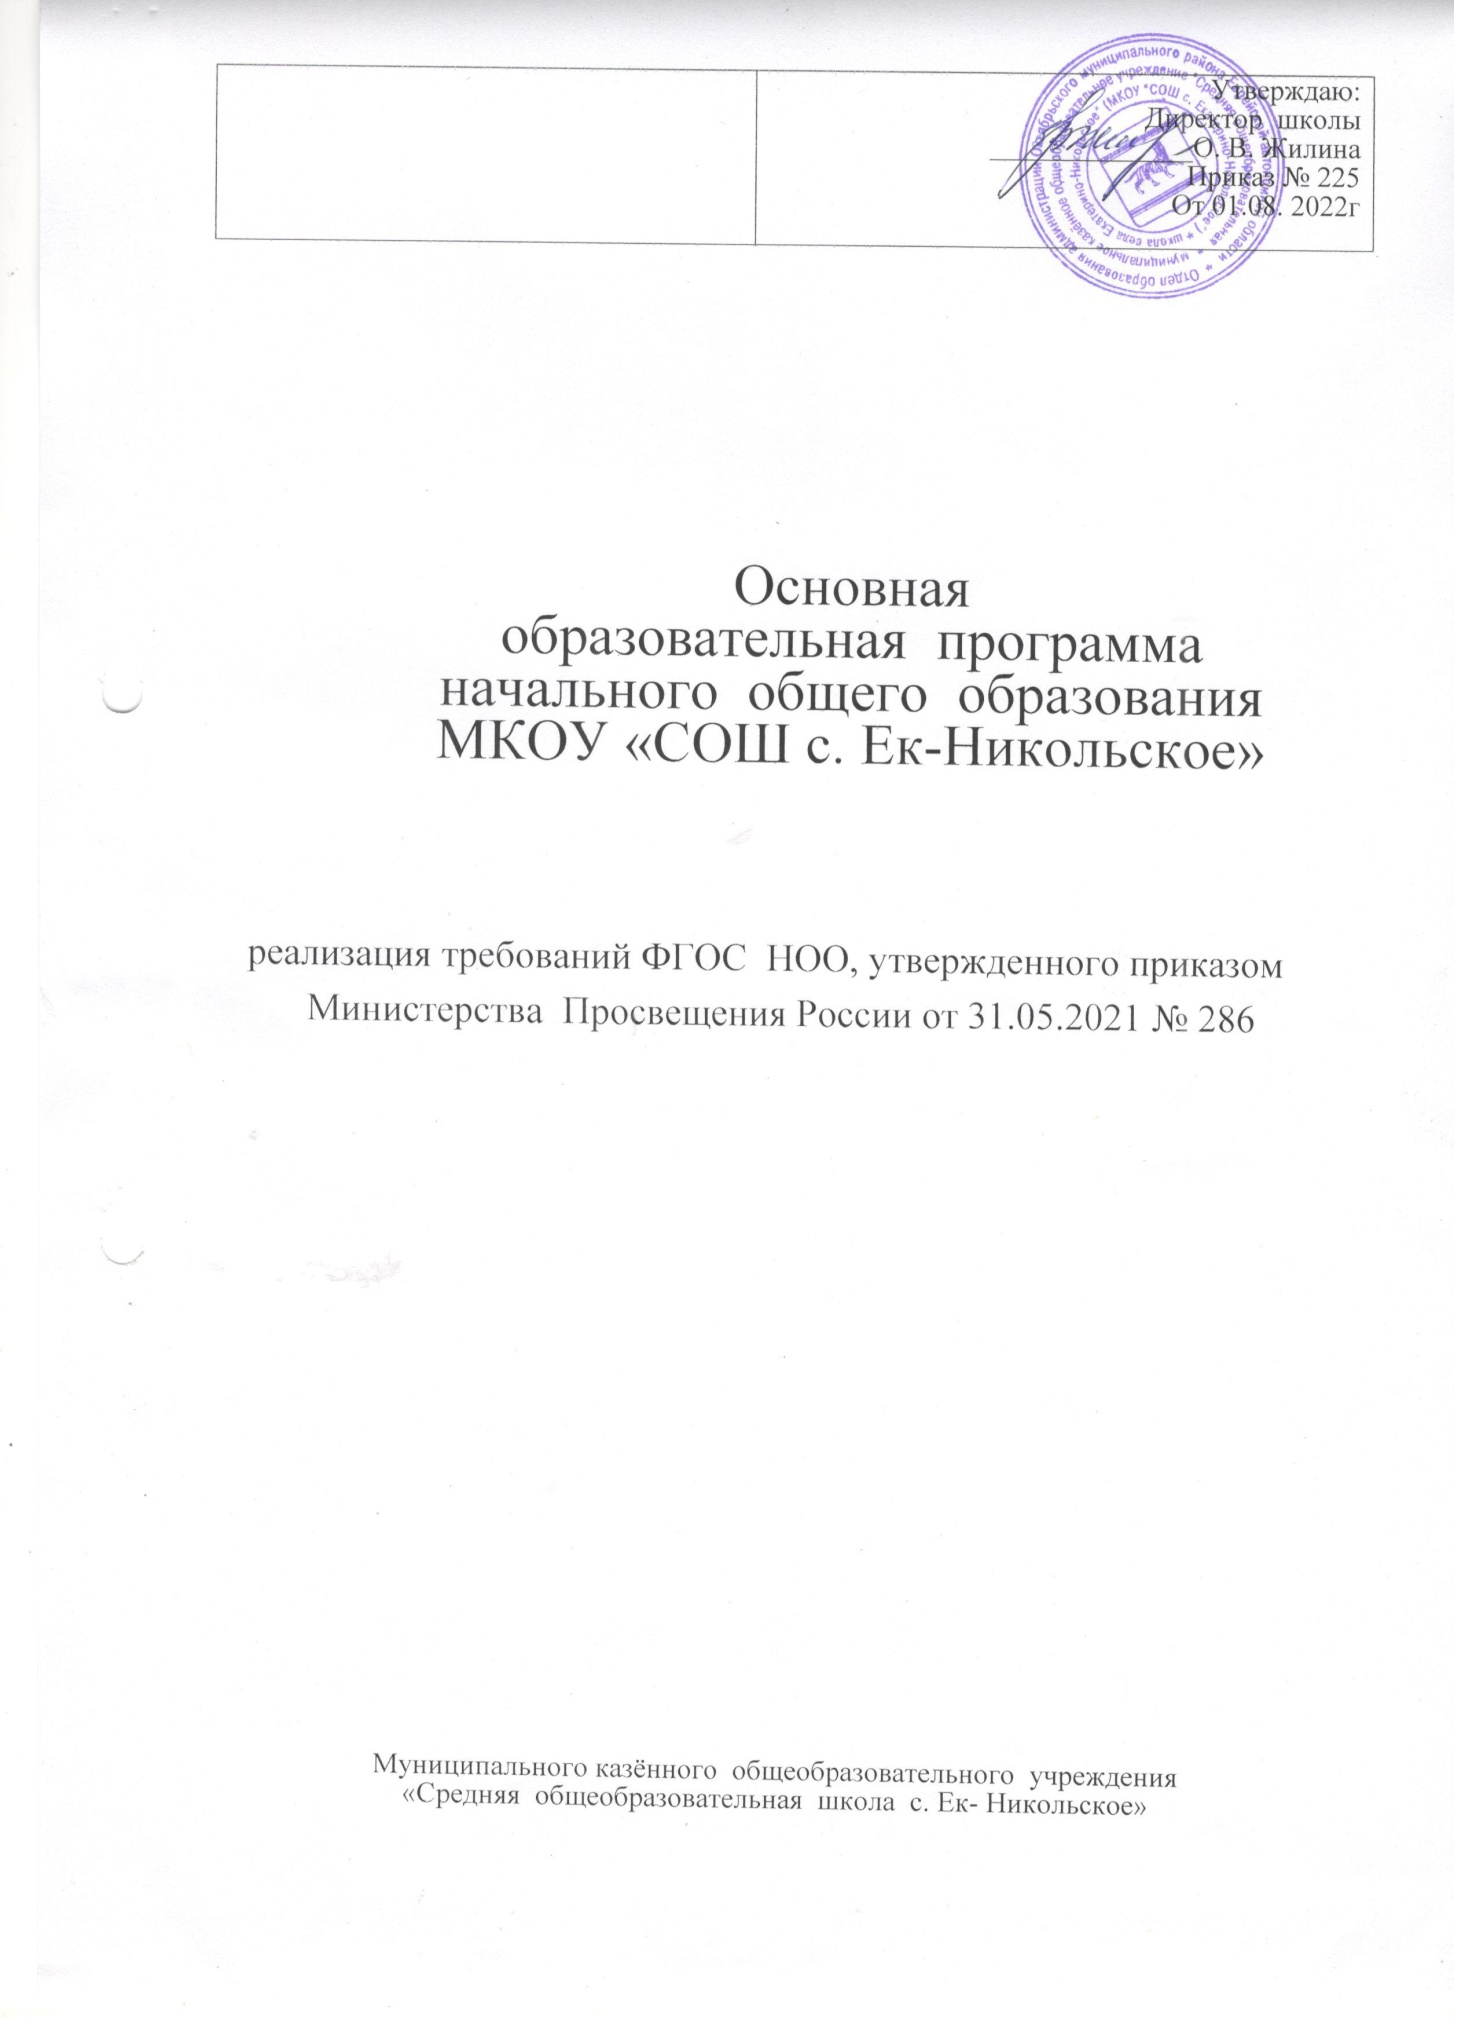 Утверждаю:
Директор школы
О. В. Жилина
Приказ № 225
От 01.08. 2022г
Основная
образовательная программа
начального общего образования
МКОУ «СОШ с. Ек-Никольское»
реализация требований ФГОС НОО, утвержденного приказом
Министерства Просвещения России от 31.05.2021 № 286
Муниципального казённого общеобразовательного учреждения
«Средняя общеобразовательная школа с. Ек- Никольское»